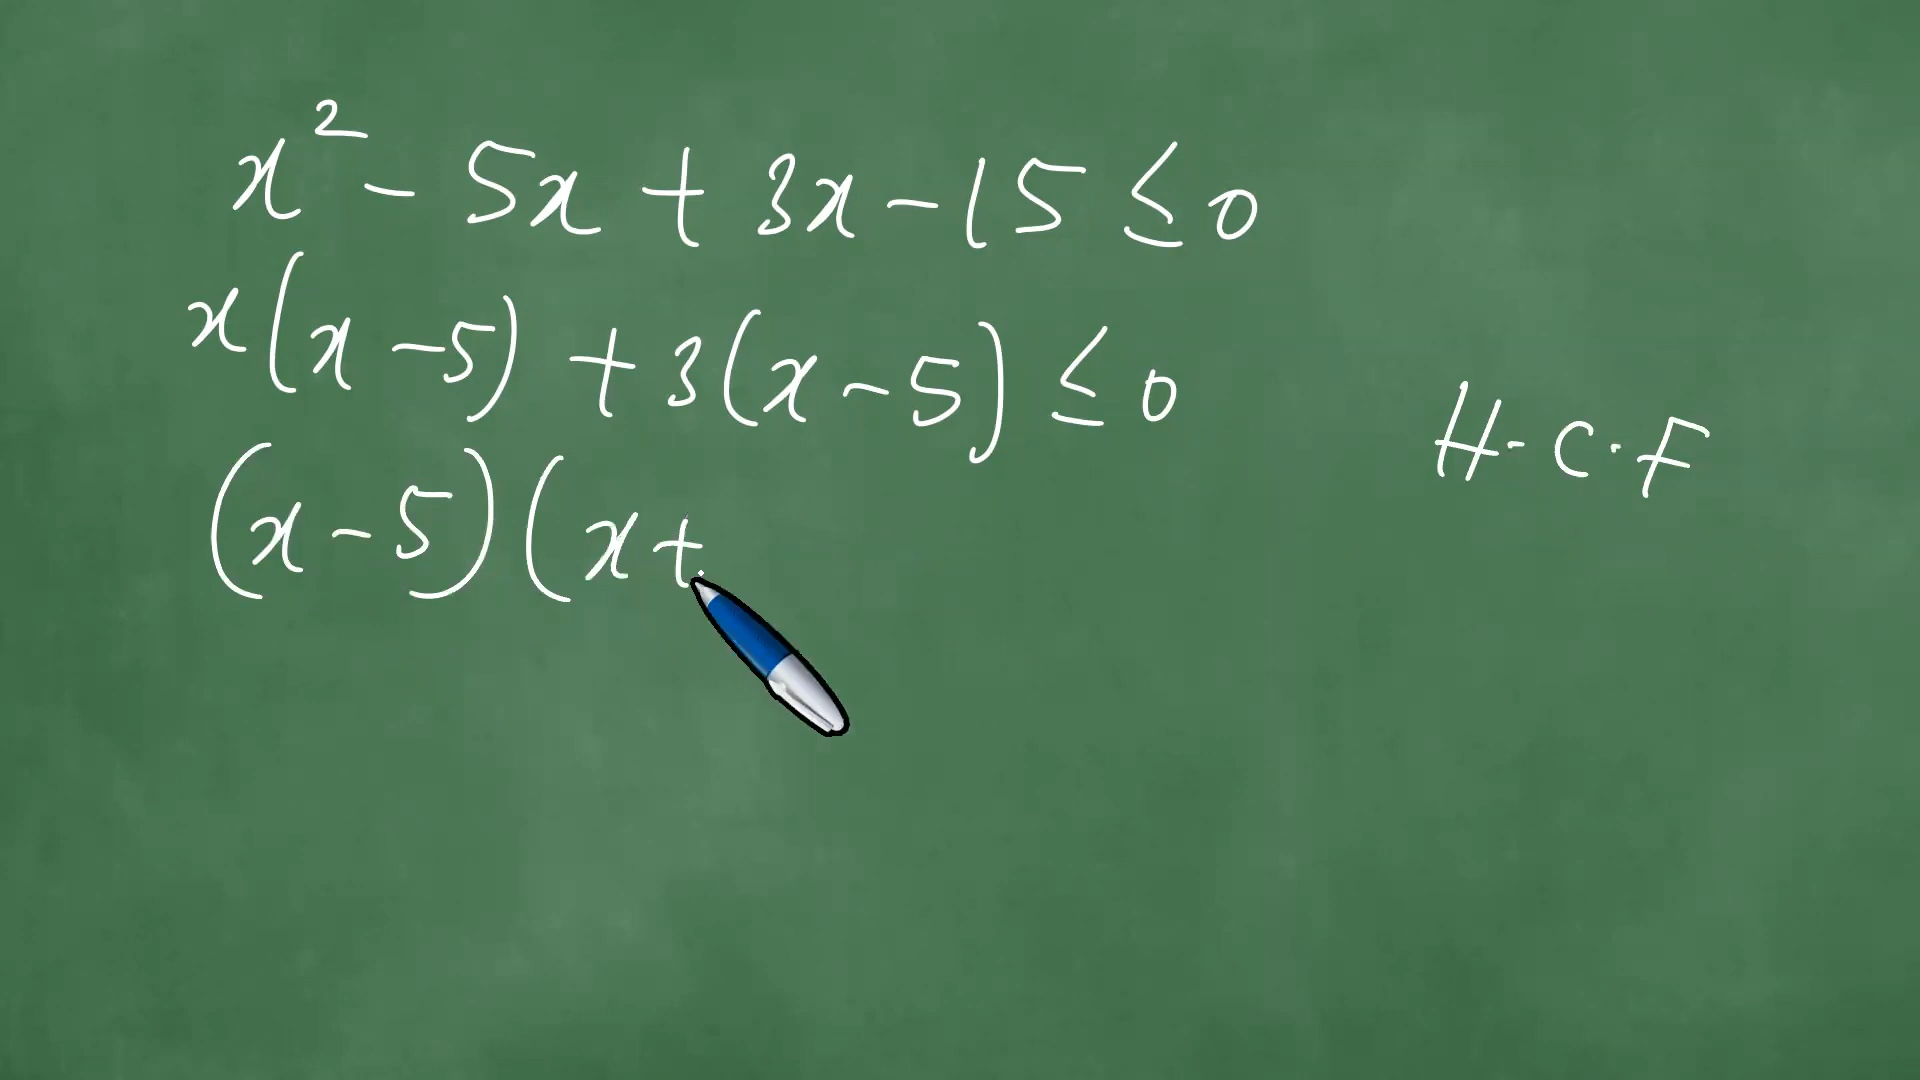 x² - 5x + 3x - 15 ≤ 0
x(x - 5) + 3(x - 5) ≤ 0
H.C.F
(x - 5)(x +